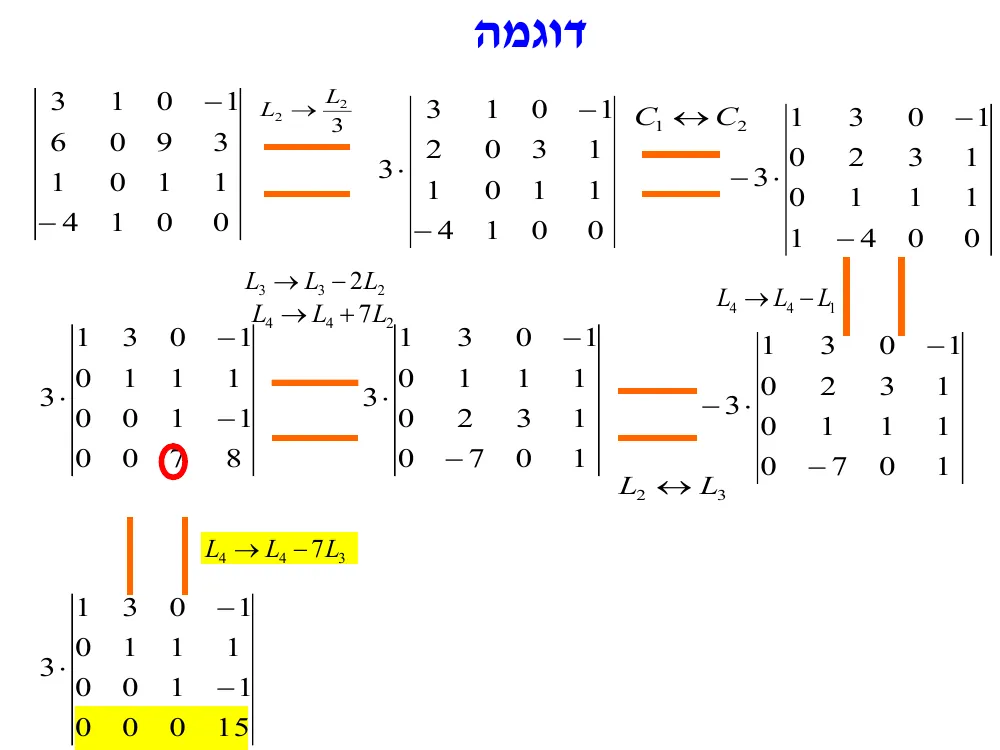 דוגמה
|3 1 0 −1| L₂ → L₂/3 |3 1 0 −1| C₁ ↔ C₂ |1 3 0 −1|
|6 0 9 3| 3· |2 0 3 1| −3· |0 2 3 1|
|1 0 1 1| |1 0 1 1| |0 1 1 1|
|−4 1 0 0| |−4 1 0 0| |1 −4 0 0|
L₄ → L₄ − L₁
|1 3 0 −1|
−3· |0 2 3 1|
|0 1 1 1|
|0 −7 0 1|
L₂ ↔ L₃
|1 3 0 −1|
3· |0 1 1 1|
|0 2 3 1|
|0 −7 0 1|
L₃ → L₃ − 2L₂
L₄ → L₄ + 7L₂
|1 3 0 −1|
3· |0 1 1 1|
|0 0 1 −1|
|0 0 7 8|
L₄ → L₄ − 7L₃
|1 3 0 −1|
3· |0 1 1 1|
|0 0 1 −1|
|0 0 0 15|